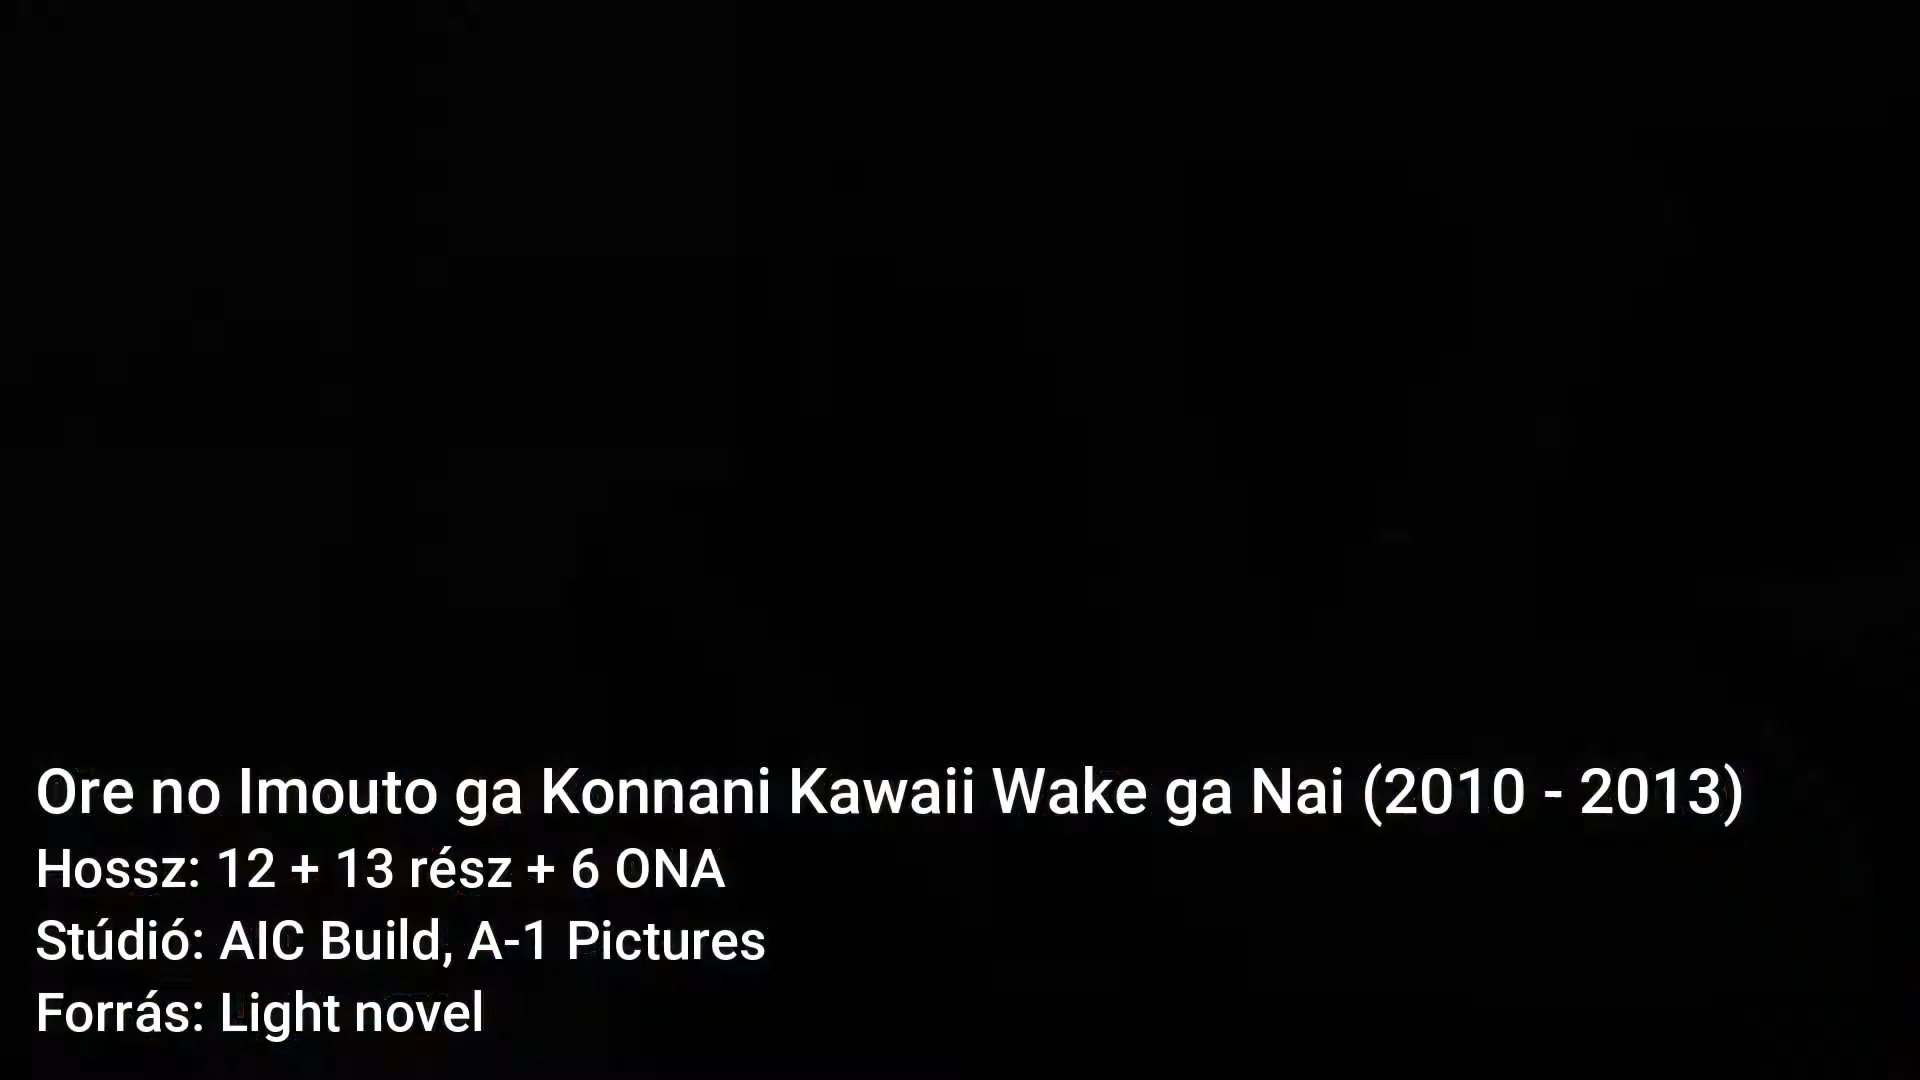 Ore no Imouto ga Konnani Kawaii Wake ga Nai (2010 - 2013)
Hossz: 12 + 13 rész + 6 ONA
Stúdió: AIC Build, A-1 Pictures
Forrás: Light novel